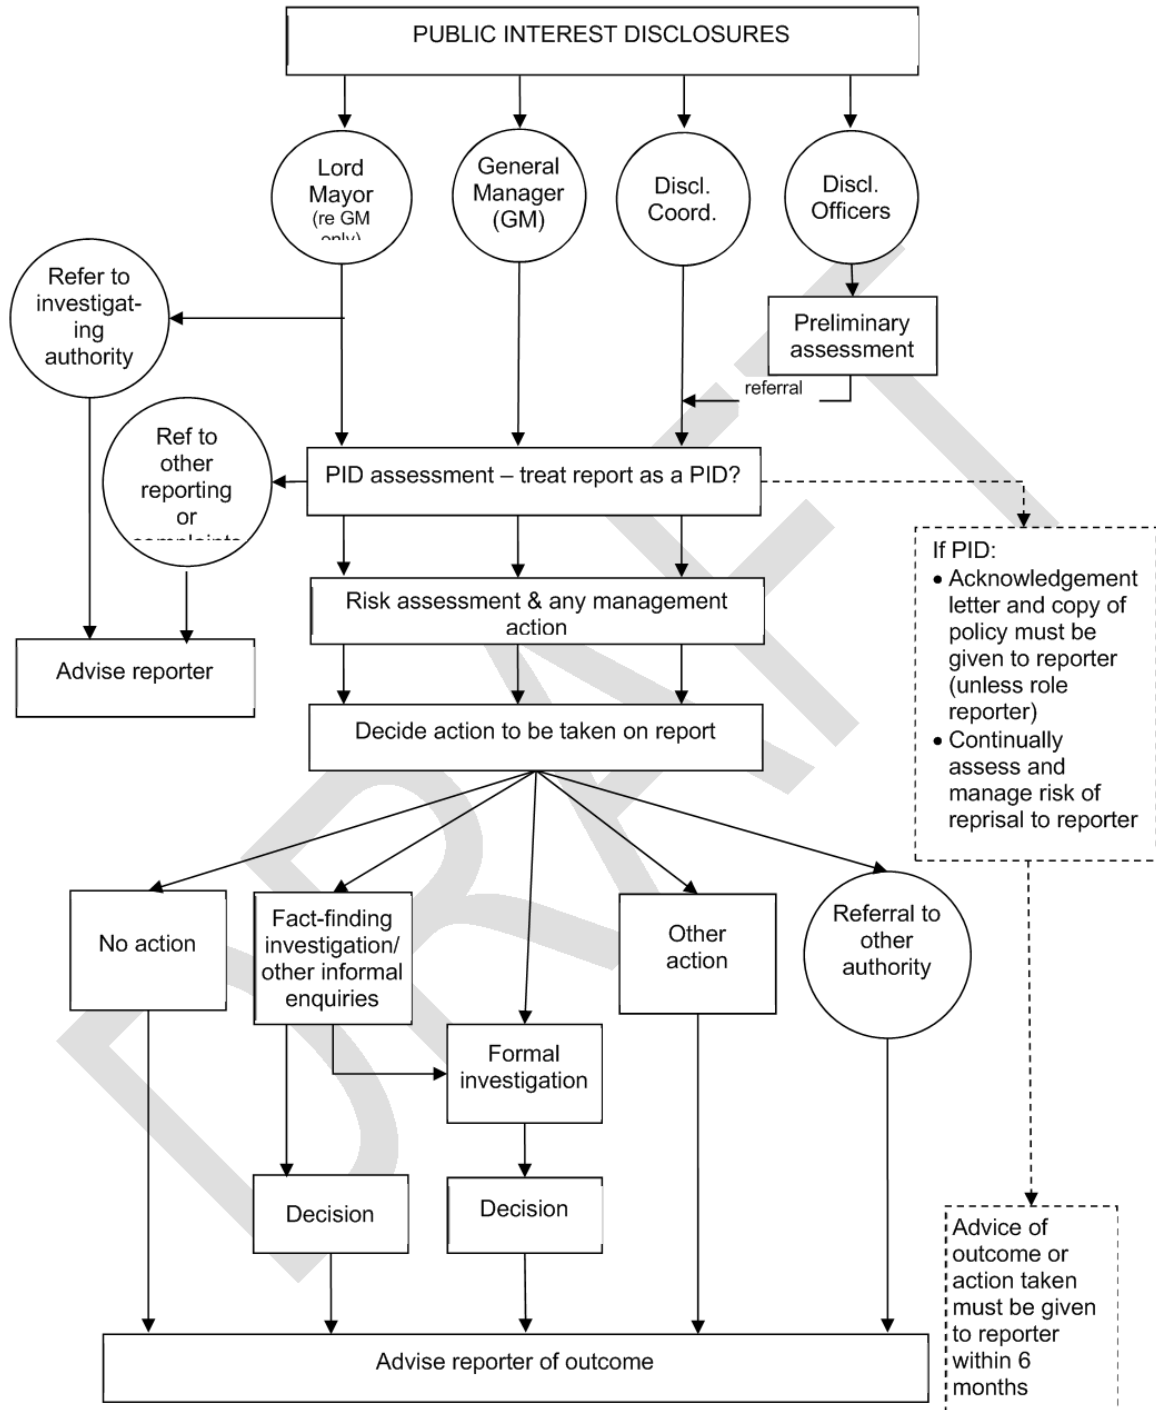 PUBLIC INTEREST DISCLOSURES
Lord
Mayor
(re GM
only)
General
Manager
(GM)
Discl.
Coord.
Discl.
Officers
Refer to
investigat-
ing
authority
Preliminary
assessment
referral
Ref to
other
reporting
or
complaints
PID assessment – treat report as a PID?
If PID:
• Acknowledgement
letter and copy of
policy must be
given to reporter
(unless role
reporter)
• Continually
assess and
manage risk of
reprisal to reporter
Risk assessment & any management
action
Advise reporter
Decide action to be taken on report
No action
Fact-finding
investigation/
other informal
enquiries
Other
action
Referral to
other
authority
Formal
investigation
Decision
Decision
Advice of
outcome or
action taken
must be given
to reporter
within 6
months
Advise reporter of outcome
DRAFT